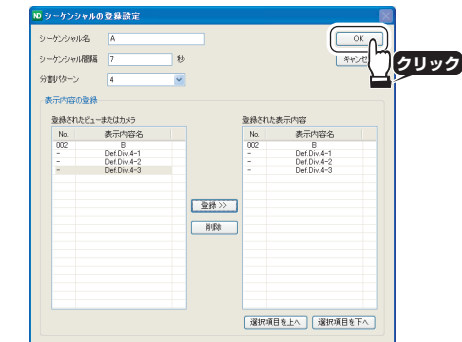 ND シーケンシャルの登録設定
シーケンシャル名 A
シーケンシャル間隔 7 秒
分割パターン 4
OK
クリック
表示内容の登録
登録されたビューまたはカメラ
No. 表示内容名
002 B
- Def.Div.4-1
- Def.Div.4-2
- Def.Div.4-3
登録 >>
削除
登録された表示内容
No. 表示内容名
002 B
- Def.Div.4-1
- Def.Div.4-2
- Def.Div.4-3
選択項目を上へ 選択項目を下へ